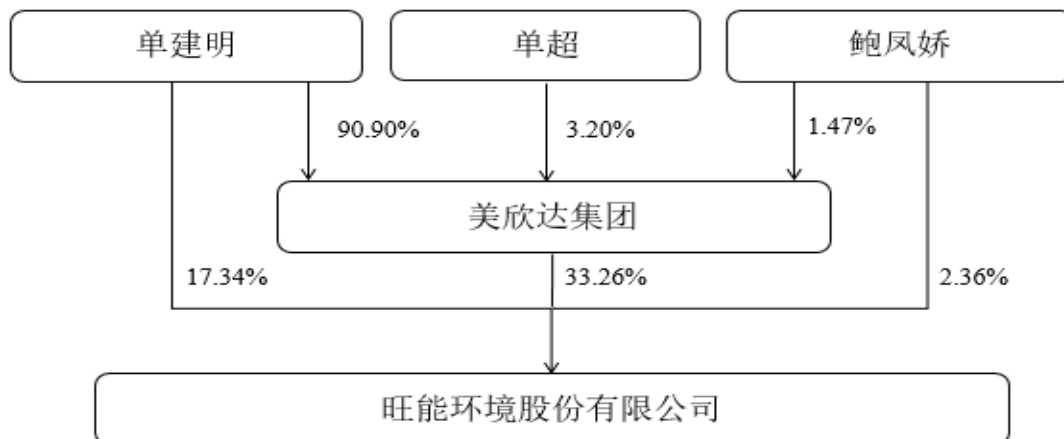 单建明
单超
鲍凤娇
90.90%
3.20%
1.47%
美欣达集团
17.34%
33.26%
2.36%
旺能环境股份有限公司